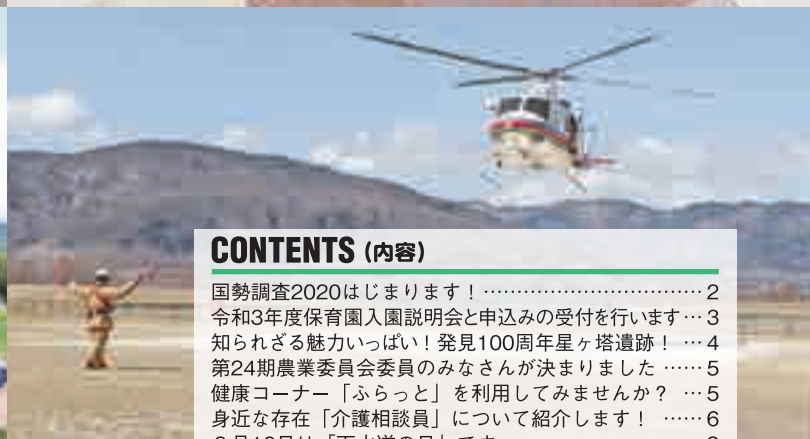 CONTENTS（内容）
国勢調査2020はじまります！………………………………2
令和3年度保育園入園説明会と申込みの受付を行います…3
知られざる魅力いっぱい！発見100周年星ヶ塔遺跡！…4
第24期農業委員会委員のみなさんが決まりました……5
健康コーナー「ふらっと」を利用してみませんか？…5
身近な存在「介護相談員」について紹介します！……6